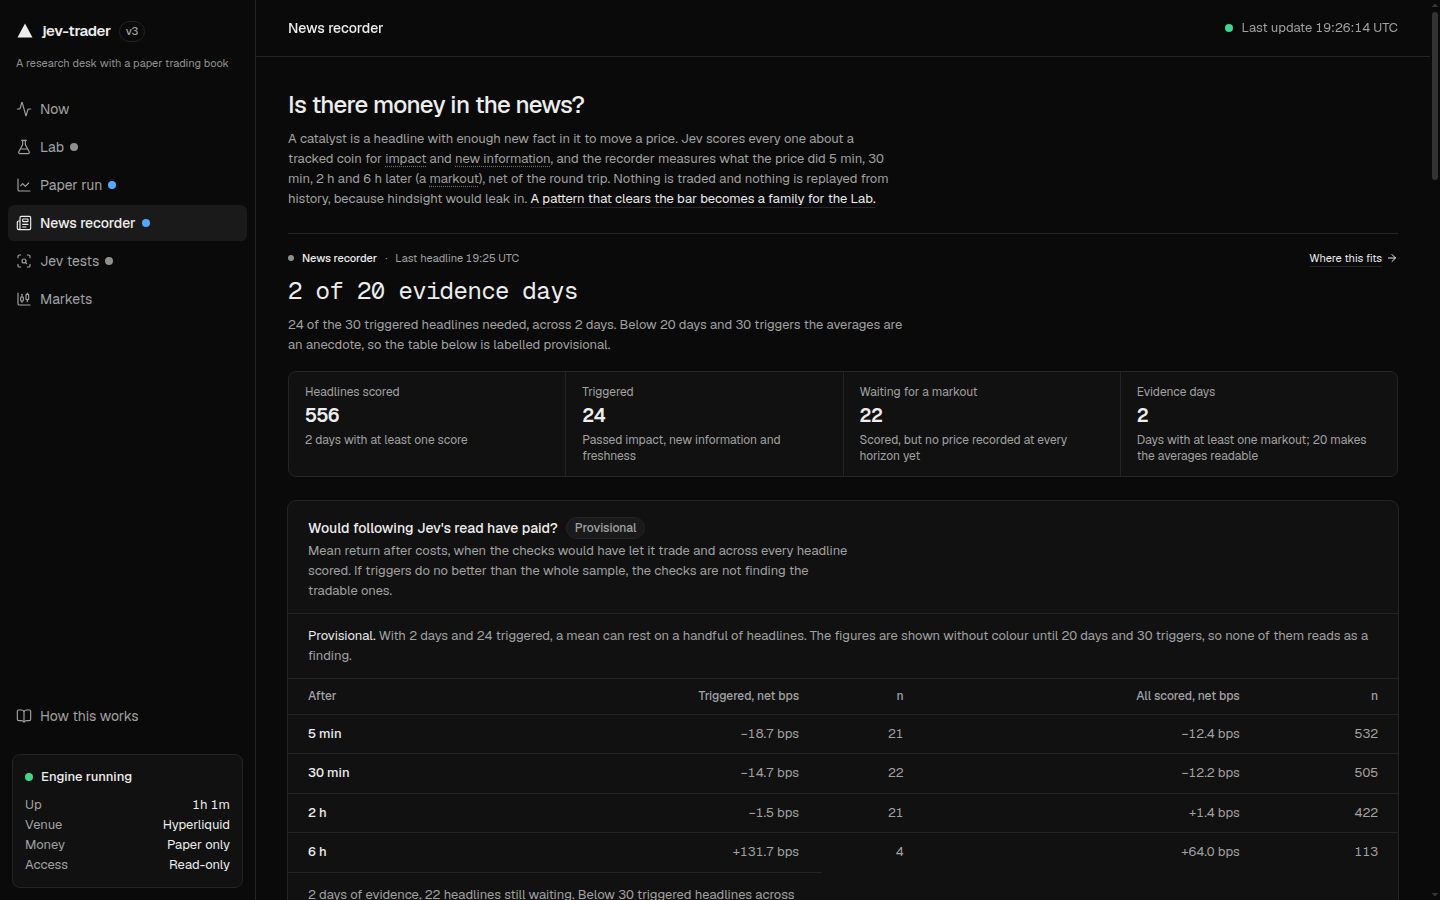 jev-trader v3
A research desk with a paper trading book
Now
Lab
Paper run
News recorder
Jev tests
Markets
How this works
Engine running
Up 1h 1m
Venue Hyperliquid
Money Paper only
Access Read-only
News recorder
Last update 19:26:14 UTC
Is there money in the news?
A catalyst is a headline with enough new fact in it to move a price. Jev scores every one about a
tracked coin for impact and new information, and the recorder measures what the price did 5 min, 30
min, 2 h and 6 h later (a markout), net of the round trip. Nothing is traded and nothing is replayed from
history, because hindsight would leak in. A pattern that clears the bar becomes a family for the Lab.
News recorder · Last headline 19:25 UTC
Where this fits →
2 of 20 evidence days
24 of the 30 triggered headlines needed, across 2 days. Below 20 days and 30 triggers the averages are
an anecdote, so the table below is labelled provisional.
Headlines scored
556
2 days with at least one score
Triggered
24
Passed impact, new information and
freshness
Waiting for a markout
22
Scored, but no price recorded at every
horizon yet
Evidence days
2
Days with at least one markout; 20 makes
the averages readable
Would following Jev's read have paid? Provisional
Mean return after costs, when the checks would have let it trade and across every headline
scored. If triggers do no better than the whole sample, the checks are not finding the
tradable ones.
Provisional. With 2 days and 24 triggered, a mean can rest on a handful of headlines. The figures are shown without colour until 20 days and 30 triggers, so none of them reads as a
finding.
After Triggered, net bps n All scored, net bps n
5 min −18.7 bps 21 −12.4 bps 532
30 min −14.7 bps 22 −12.2 bps 505
2 h −1.5 bps 21 +1.4 bps 422
6 h +131.7 bps 4 +64.0 bps 113
2 days of evidence, 22 headlines still waiting. Below 30 triggered headlines across